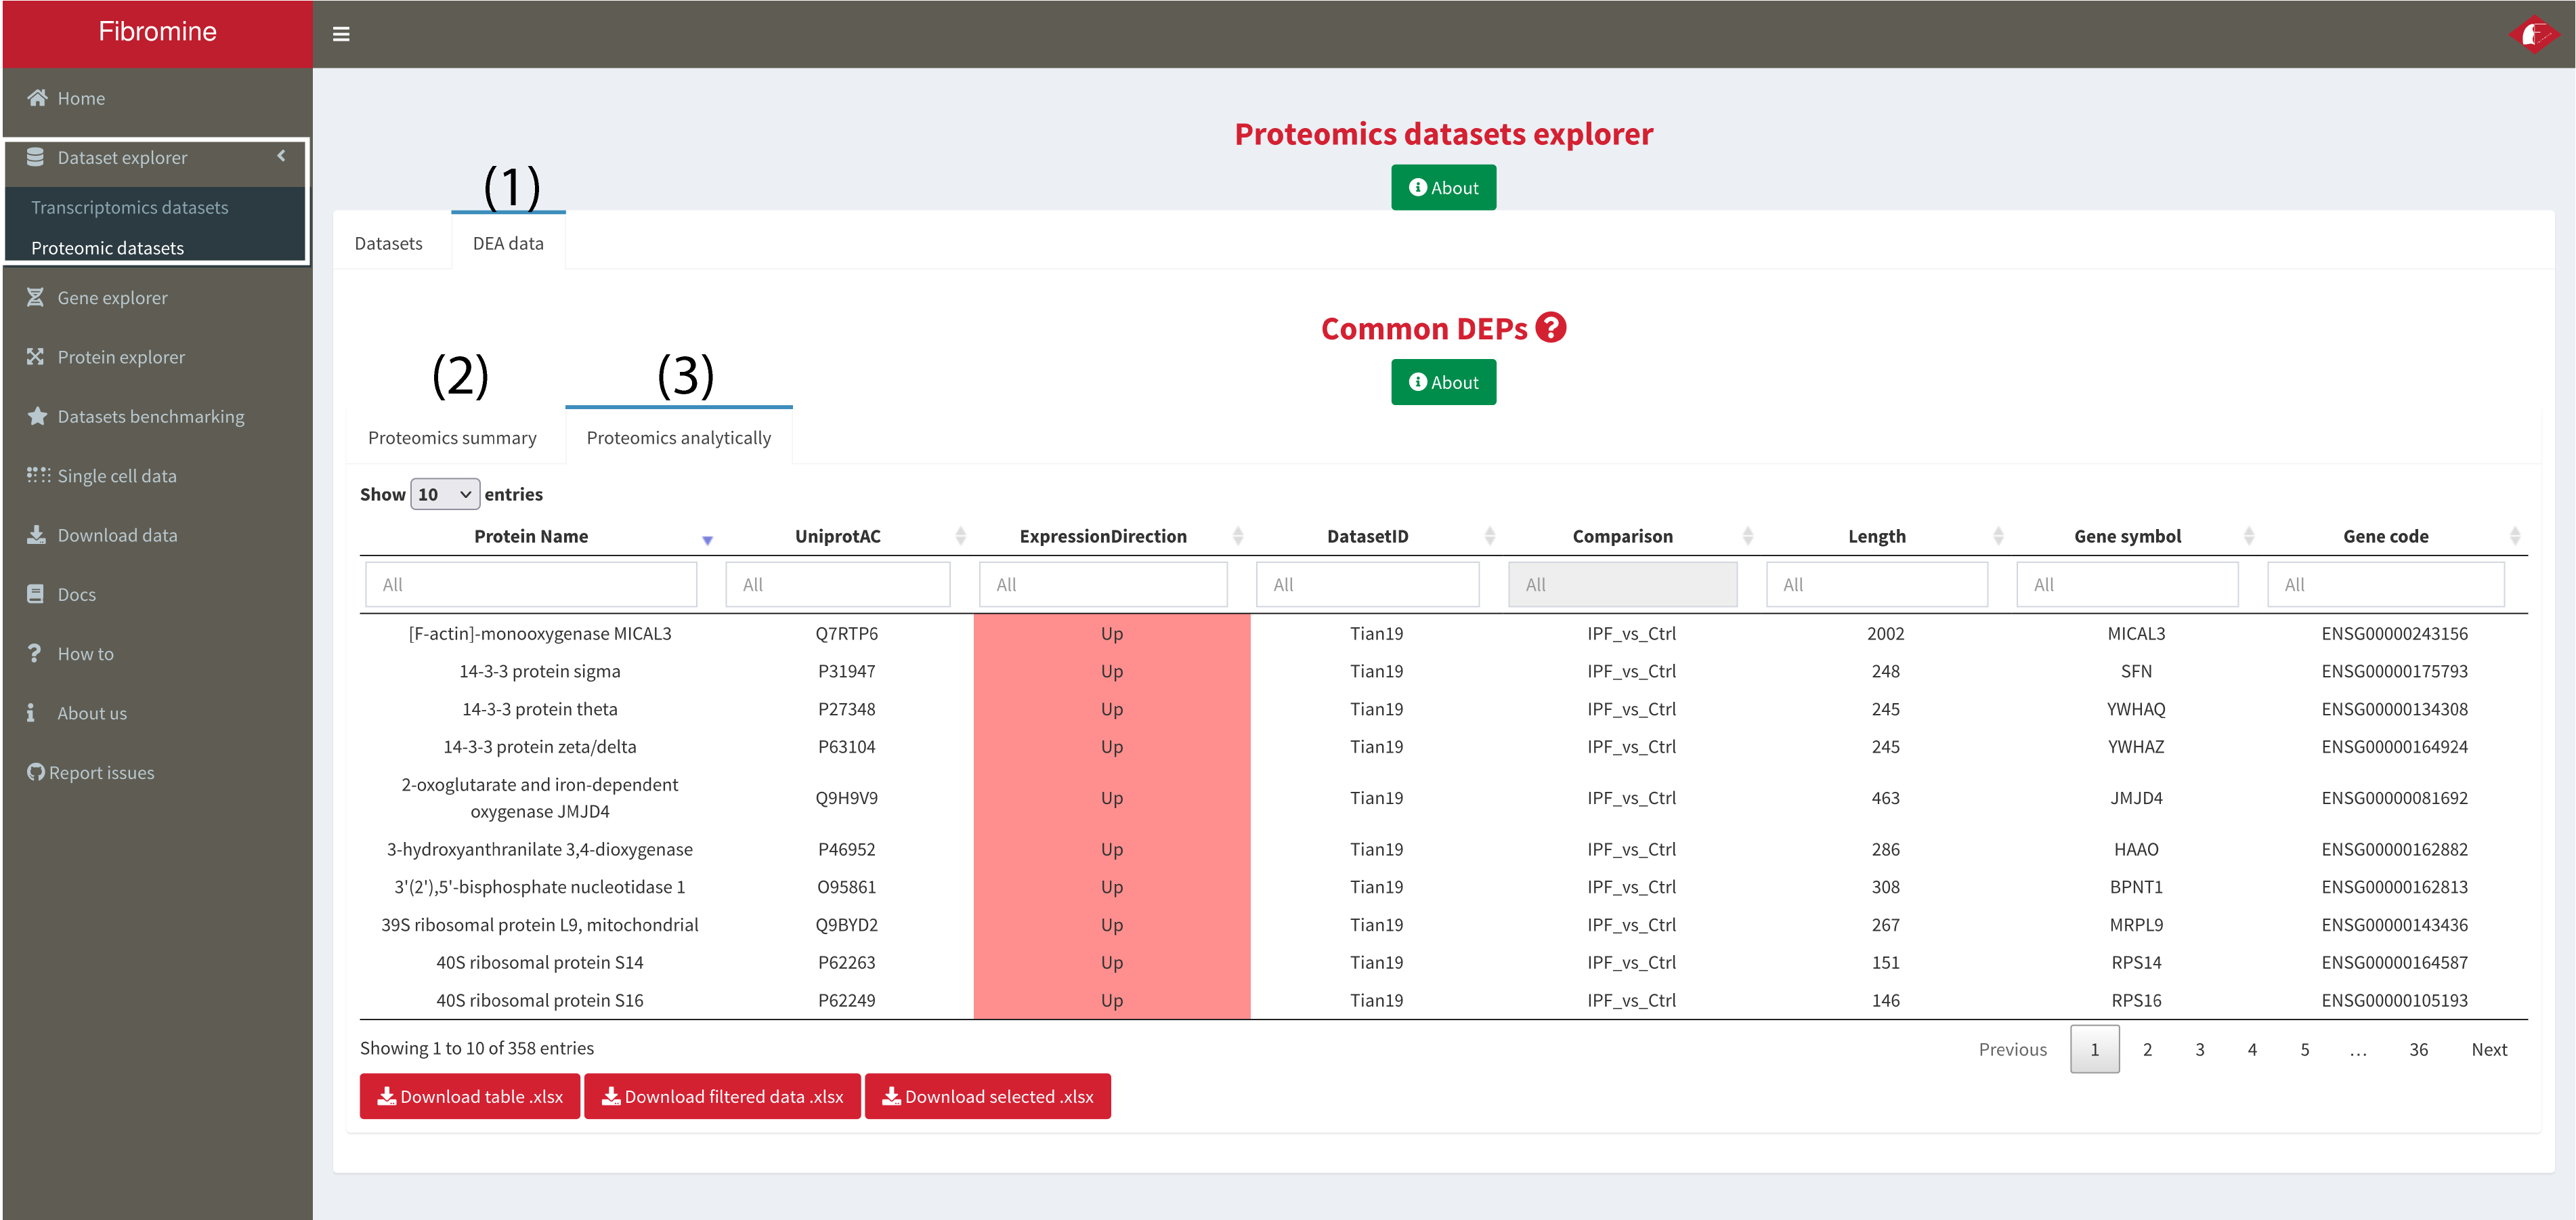 Fibromine
Home
Dataset explorer
Transcriptomics datasets
Proteomic datasets
Gene explorer
Protein explorer
Datasets benchmarking
Single cell data
Download data
Docs
How to
About us
Report issues
Proteomics datasets explorer
About
(1)
Datasets DEA data
Common DEPs ?
About
(2) (3)
Proteomics summary Proteomics analytically
Show 10 entries
Protein Name UniprotAC ExpressionDirection DatasetID Comparison Length Gene symbol Gene code
All All All All All All All All
[F-actin]-monooxygenase MICAL3 Q7RTP6 Up Tian19 IPF_vs_Ctrl 2002 MICAL3 ENSG00000243156
14-3-3 protein sigma P31947 Up Tian19 IPF_vs_Ctrl 248 SFN ENSG00000175793
14-3-3 protein theta P27348 Up Tian19 IPF_vs_Ctrl 245 YWHAQ ENSG00000134308
14-3-3 protein zeta/delta P63104 Up Tian19 IPF_vs_Ctrl 245 YWHAZ ENSG00000164924
2-oxoglutarate and iron-dependent
oxygenase JMJD4 Q9H9V9 Up Tian19 IPF_vs_Ctrl 463 JMJD4 ENSG00000081692
3-hydroxyanthranilate 3,4-dioxygenase P46952 Up Tian19 IPF_vs_Ctrl 286 HAAO ENSG00000162882
3'(2'),5'-bisphosphate nucleotidase 1 O95861 Up Tian19 IPF_vs_Ctrl 308 BPNT1 ENSG00000162813
39S ribosomal protein L9, mitochondrial Q9BYD2 Up Tian19 IPF_vs_Ctrl 267 MRPL9 ENSG00000143436
40S ribosomal protein S14 P62263 Up Tian19 IPF_vs_Ctrl 151 RPS14 ENSG00000164587
40S ribosomal protein S16 P62249 Up Tian19 IPF_vs_Ctrl 146 RPS16 ENSG00000105193
Showing 1 to 10 of 358 entries
Previous 1 2 3 4 5 … 36 Next
Download table .xlsx Download filtered data .xlsx Download selected .xlsx